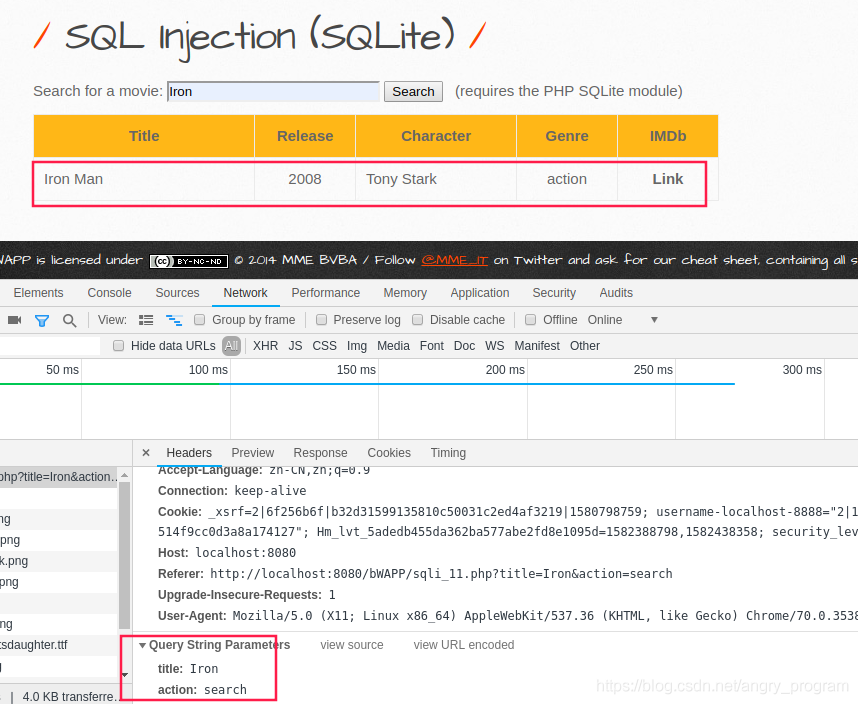 / SQL Injection (SQLite) /
Search for a movie: Iron Search (requires the PHP SQLite module)
Title Release Character Genre IMDb
Iron Man 2008 Tony Stark action Link
WAPP is licensed under (cc) BY-NC-ND © 2014 MME BVBA / Follow @MME_IT on Twitter and ask for our cheat sheet, containing all s
Elements Console Sources Network Performance Memory Application Security Audits
View: Group by frame Preserve log Disable cache Offline Online
Hide data URLs All XHR JS CSS Img Media Font Doc WS Manifest Other
50 ms 100 ms 150 ms 200 ms 250 ms 300 ms
× Headers Preview Response Cookies Timing
php?title=Iron&action…
ng
png
k.png
png
ng
tsdaughter.ttf
Accept-Language: zh-CN,zh;q=0.9
Connection: keep-alive
Cookie: _xsrf=2|6f256b6f|b32d31599135810c50031c2ed4af3219|1580798759; username-localhost-8888="2|1
514f9cc0d3a8a174127"; Hm_lvt_5adedb455da362ba577abe2fd8e1095d=1582388798,1582438358; security_lev
Host: localhost:8080
Referer: http://localhost:8080/bWAPP/sqli_11.php?title=Iron&action=search
Upgrade-Insecure-Requests: 1
User-Agent: Mozilla/5.0 (X11; Linux x86_64) AppleWebKit/537.36 (KHTML, like Gecko) Chrome/70.0.3538
Query String Parameters view source view URL encoded
title: Iron
action: search
| 4.0 KB transferre…
https://blog.csdn.net/angry_program